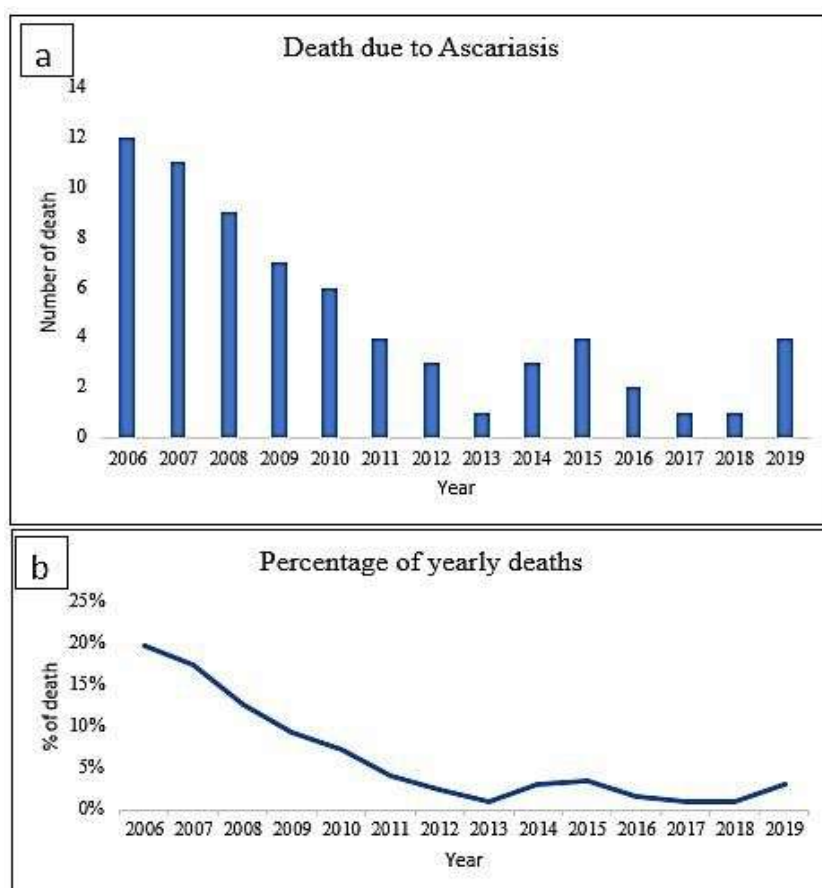 a
Death due to Ascariasis
14
12
10
8
6
4
2
0
Number of death
2006 2007 2008 2009 2010 2011 2012 2013 2014 2015 2016 2017 2018 2019
Year
b
Percentage of yearly deaths
25%
20%
15%
10%
5%
0%
% of death
2006 2007 2008 2009 2010 2011 2012 2013 2014 2015 2016 2017 2018 2019
Year